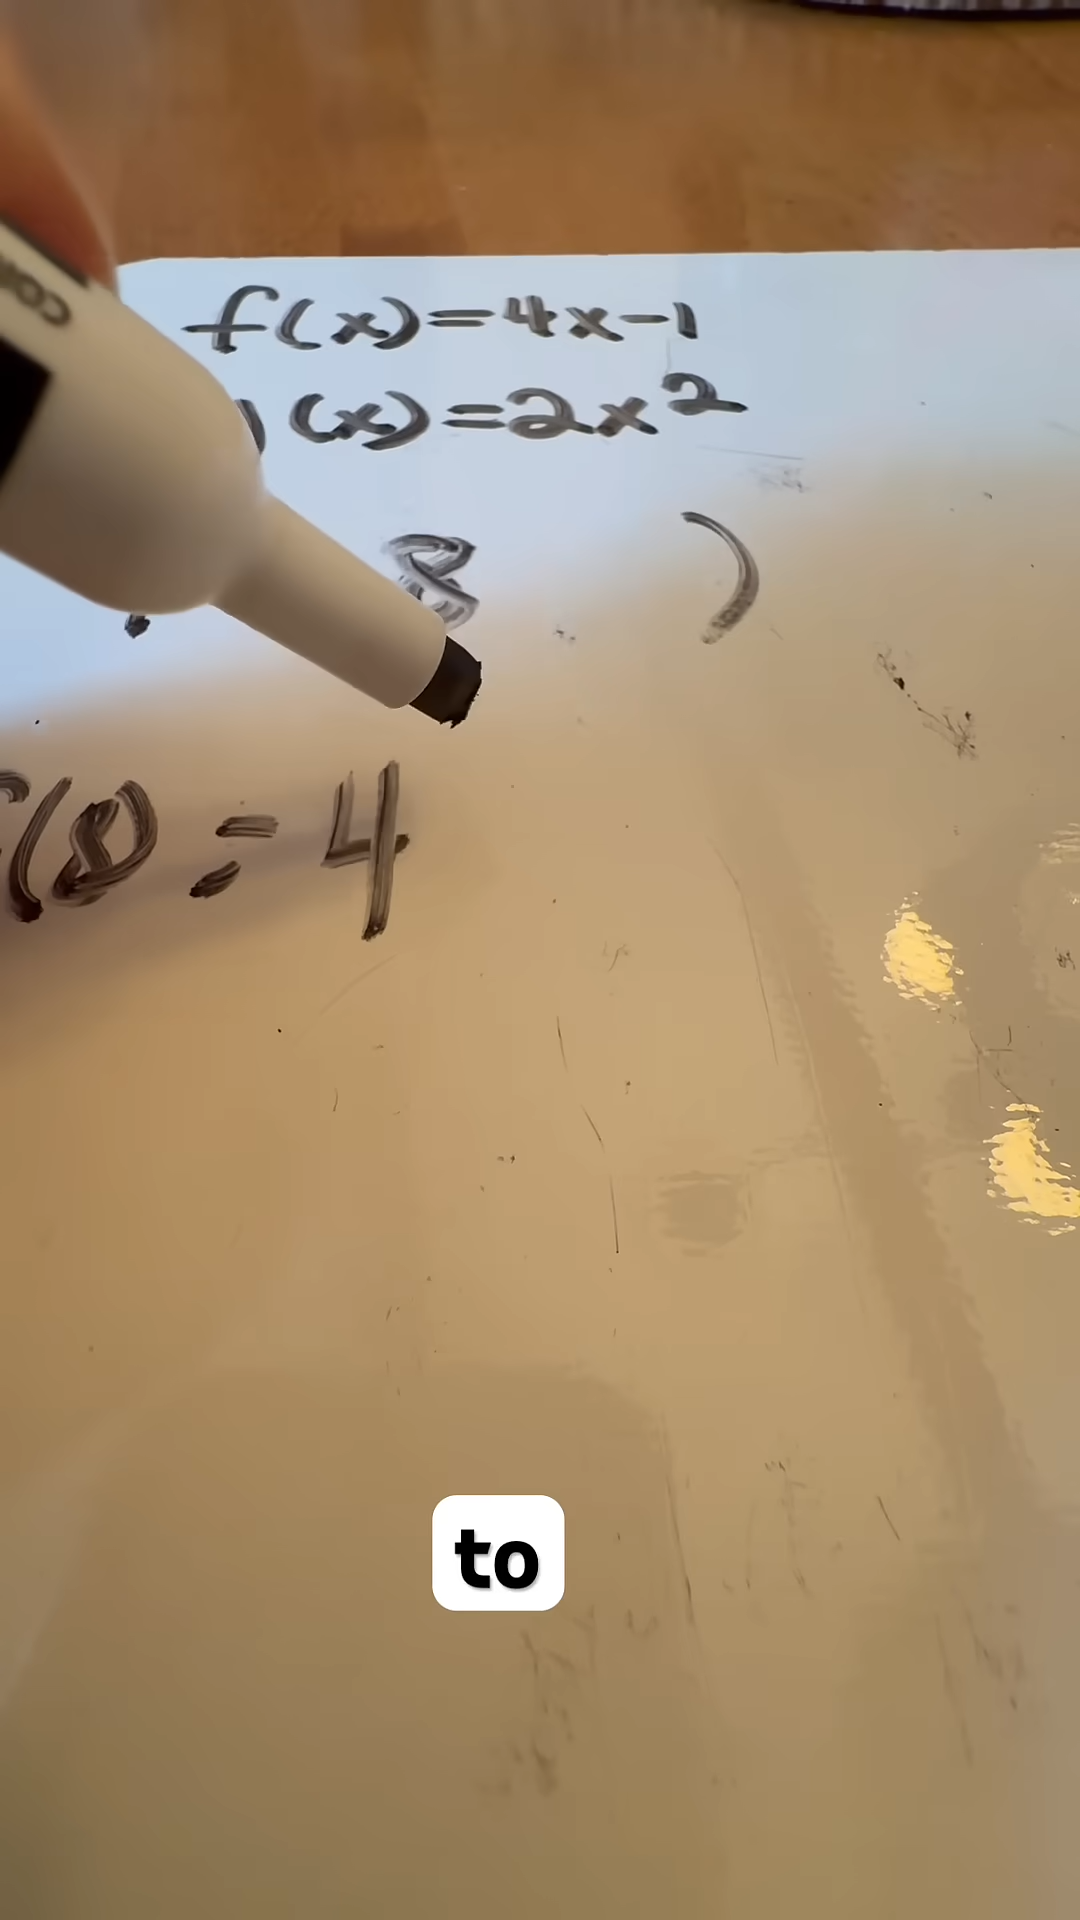 f(x)=4x-1
(x)=2x²
8 )
(8) = 4
to